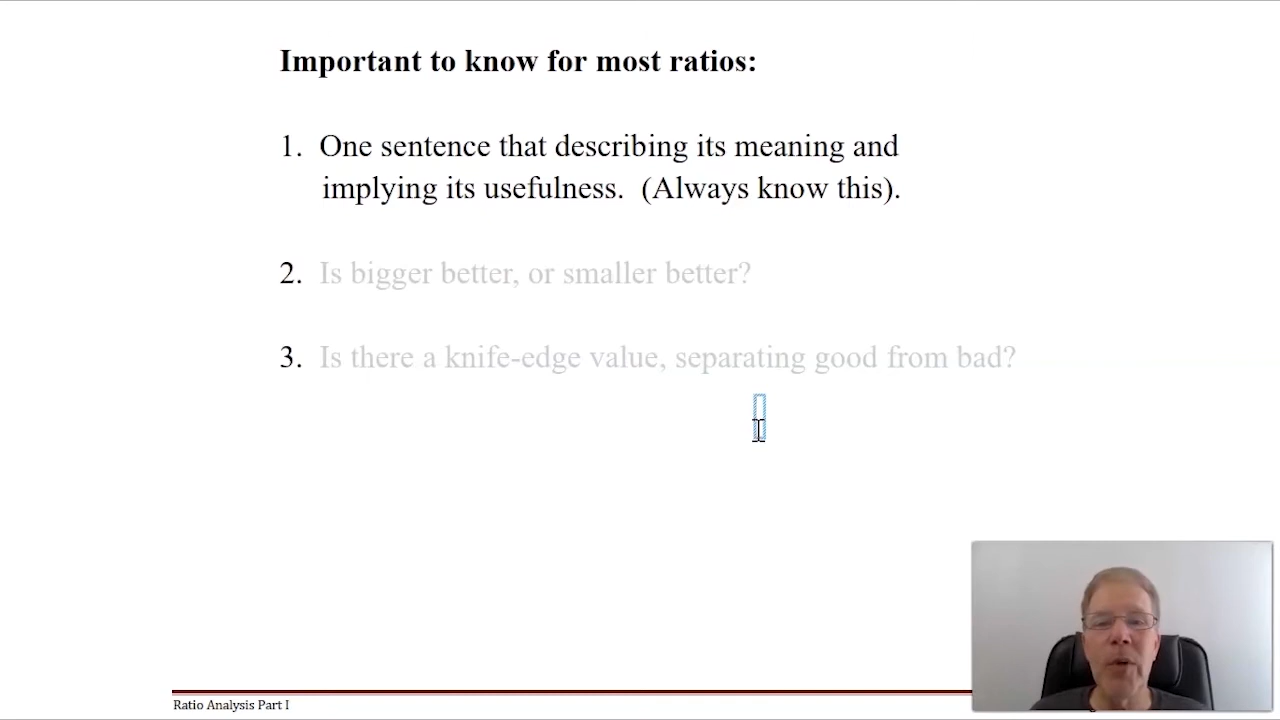 Important to know for most ratios:
1. One sentence that describing its meaning and
implying its usefulness. (Always know this).
2. Is bigger better, or smaller better?
3. Is there a knife-edge value, separating good from bad?
Ratio Analysis Part I